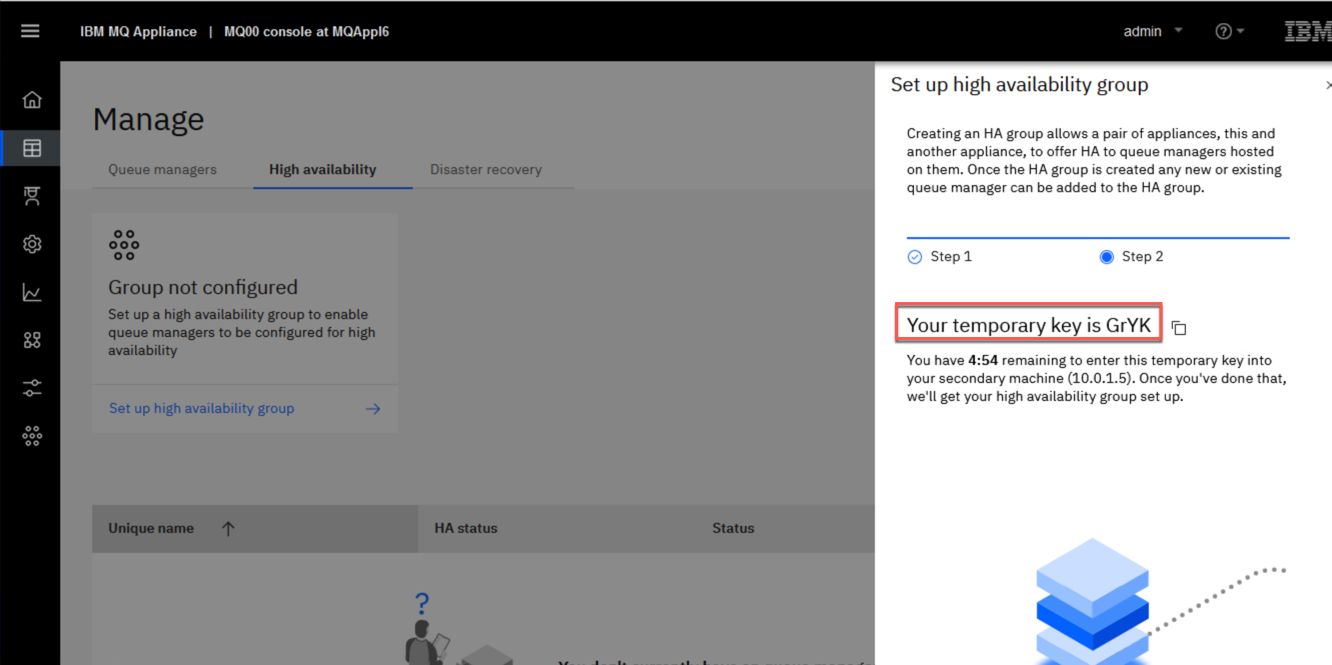 IBM MQ Appliance | MQ00 console at MQAppl6
admin
IBM
Manage
Queue managers
High availability
Disaster recovery
Group not configured
Set up a high availability group to enable
queue managers to be configured for high
availability
Set up high availability group
Unique name
HA status
Status
?
Set up high availability group
Creating an HA group allows a pair of appliances, this and
another appliance, to offer HA to queue managers hosted
on them. Once the HA group is created any new or existing
queue manager can be added to the HA group.
Step 1
Step 2
Your temporary key is GrYK
You have 4:54 remaining to enter this temporary key into
your secondary machine (10.0.1.5). Once you've done that,
we'll get your high availability group set up.